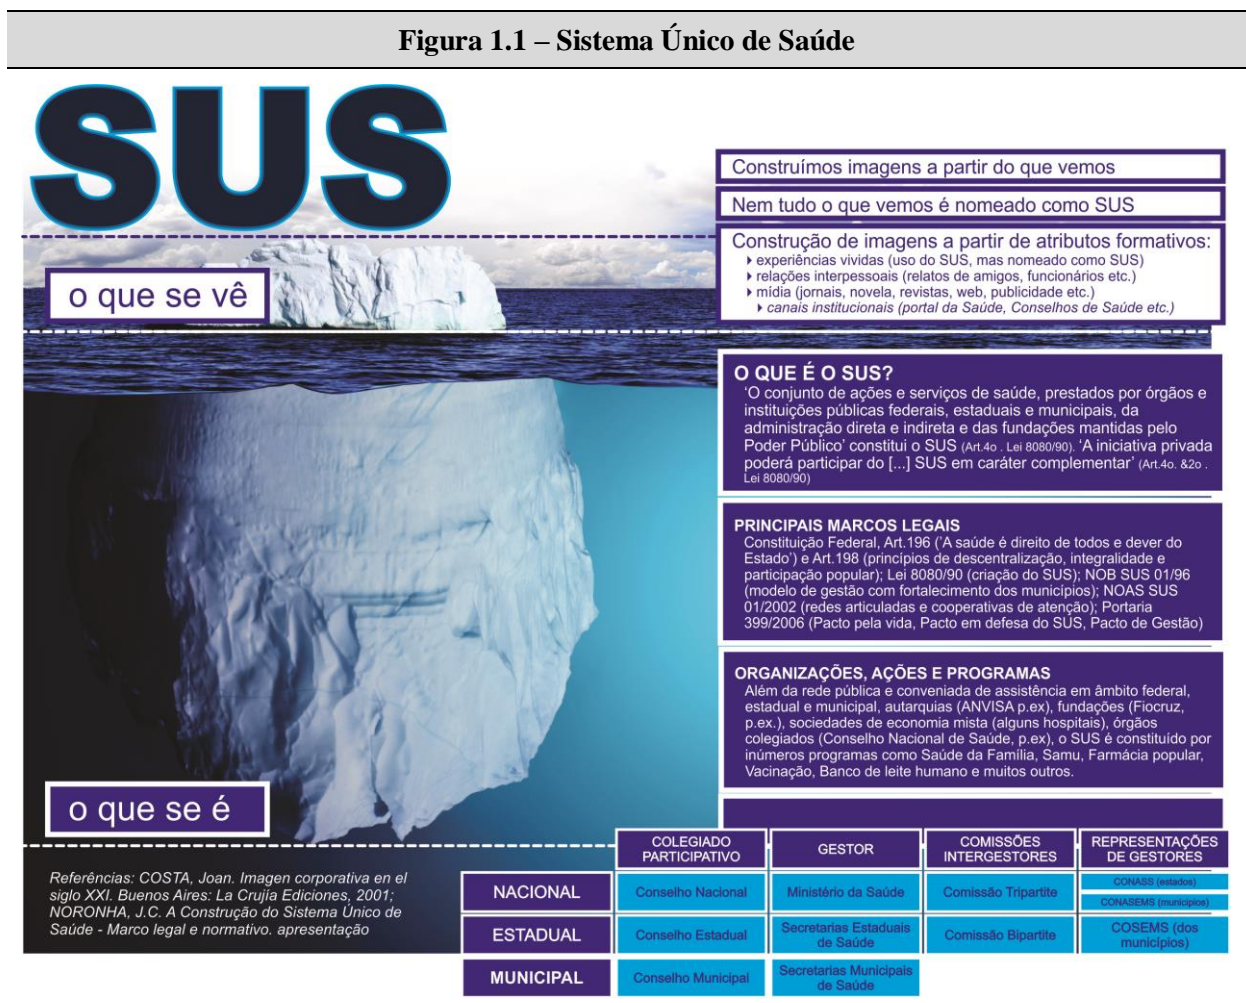 Figura 1.1 – Sistema Único de Saúde
SUS
o que se vê
Construímos imagens a partir do que vemos
Nem tudo o que vemos é nomeado como SUS
Construção de imagens a partir de atributos formativos:
experiências vividas (uso do SUS, mas nomeado como SUS)
relações interpessoais (relatos de amigos, funcionários etc.)
mídia (jornais, novela, revistas, web, publicidade etc.)
canais institucionais (portal da Saúde, Conselhos de Saúde etc.)
O QUE É O SUS?
'O conjunto de ações e serviços de saúde, prestados por órgãos e
instituições públicas federais, estaduais e municipais, da
administração direta e indireta e das fundações mantidas pelo
Poder Público' constitui o SUS (Art.4o . Lei 8080/90). 'A iniciativa privada
poderá participar do [...] SUS em caráter complementar' (Art.4o. &2o .
Lei 8080/90)
PRINCIPAIS MARCOS LEGAIS
Constituição Federal, Art.196 ('A saúde é direito de todos e dever do
Estado') e Art.198 (princípios de descentralização, integralidade e
participação popular); Lei 8080/90 (criação do SUS); NOB SUS 01/96
(modelo de gestão com fortalecimento dos municípios); NOAS SUS
01/2002 (redes articuladas e cooperativas de atenção); Portaria
399/2006 (Pacto pela vida, Pacto em defesa do SUS, Pacto de Gestão)
ORGANIZAÇÕES, AÇÕES E PROGRAMAS
Além da rede pública e conveniada de assistência em âmbito federal,
estadual e municipal, autarquias (ANVISA p.ex), fundações (Fiocruz,
p.ex.), sociedades de economia mista (alguns hospitais), órgãos
colegiados (Conselho Nacional de Saúde, p.ex), o SUS é constituído por
inúmeros programas como Saúde da Família, Samu, Farmácia popular,
Vacinação, Banco de leite humano e muitos outros.
o que se é
Referências: COSTA, Joan. Imagen corporativa en el
siglo XXI. Buenos Aires: La Crujía Ediciones, 2001;
NORONHA, J.C. A Construção do Sistema Único de
Saúde - Marco legal e normativo. apresentação
COLEGIADO
PARTICIPATIVO
GESTOR
COMISSÕES
INTERGESTORES
REPRESENTAÇÕES
DE GESTORES
NACIONAL
Conselho Nacional
Ministério da Saúde
Comissão Tripartite
CONASS (estados)
CONASEMS (municípios)
ESTADUAL
Conselho Estadual
Secretarias Estaduais
de Saúde
Comissão Bipartite
COSEMS (dos
municípios)
MUNICIPAL
Conselho Municipal
Secretarias Municipais
de Saúde